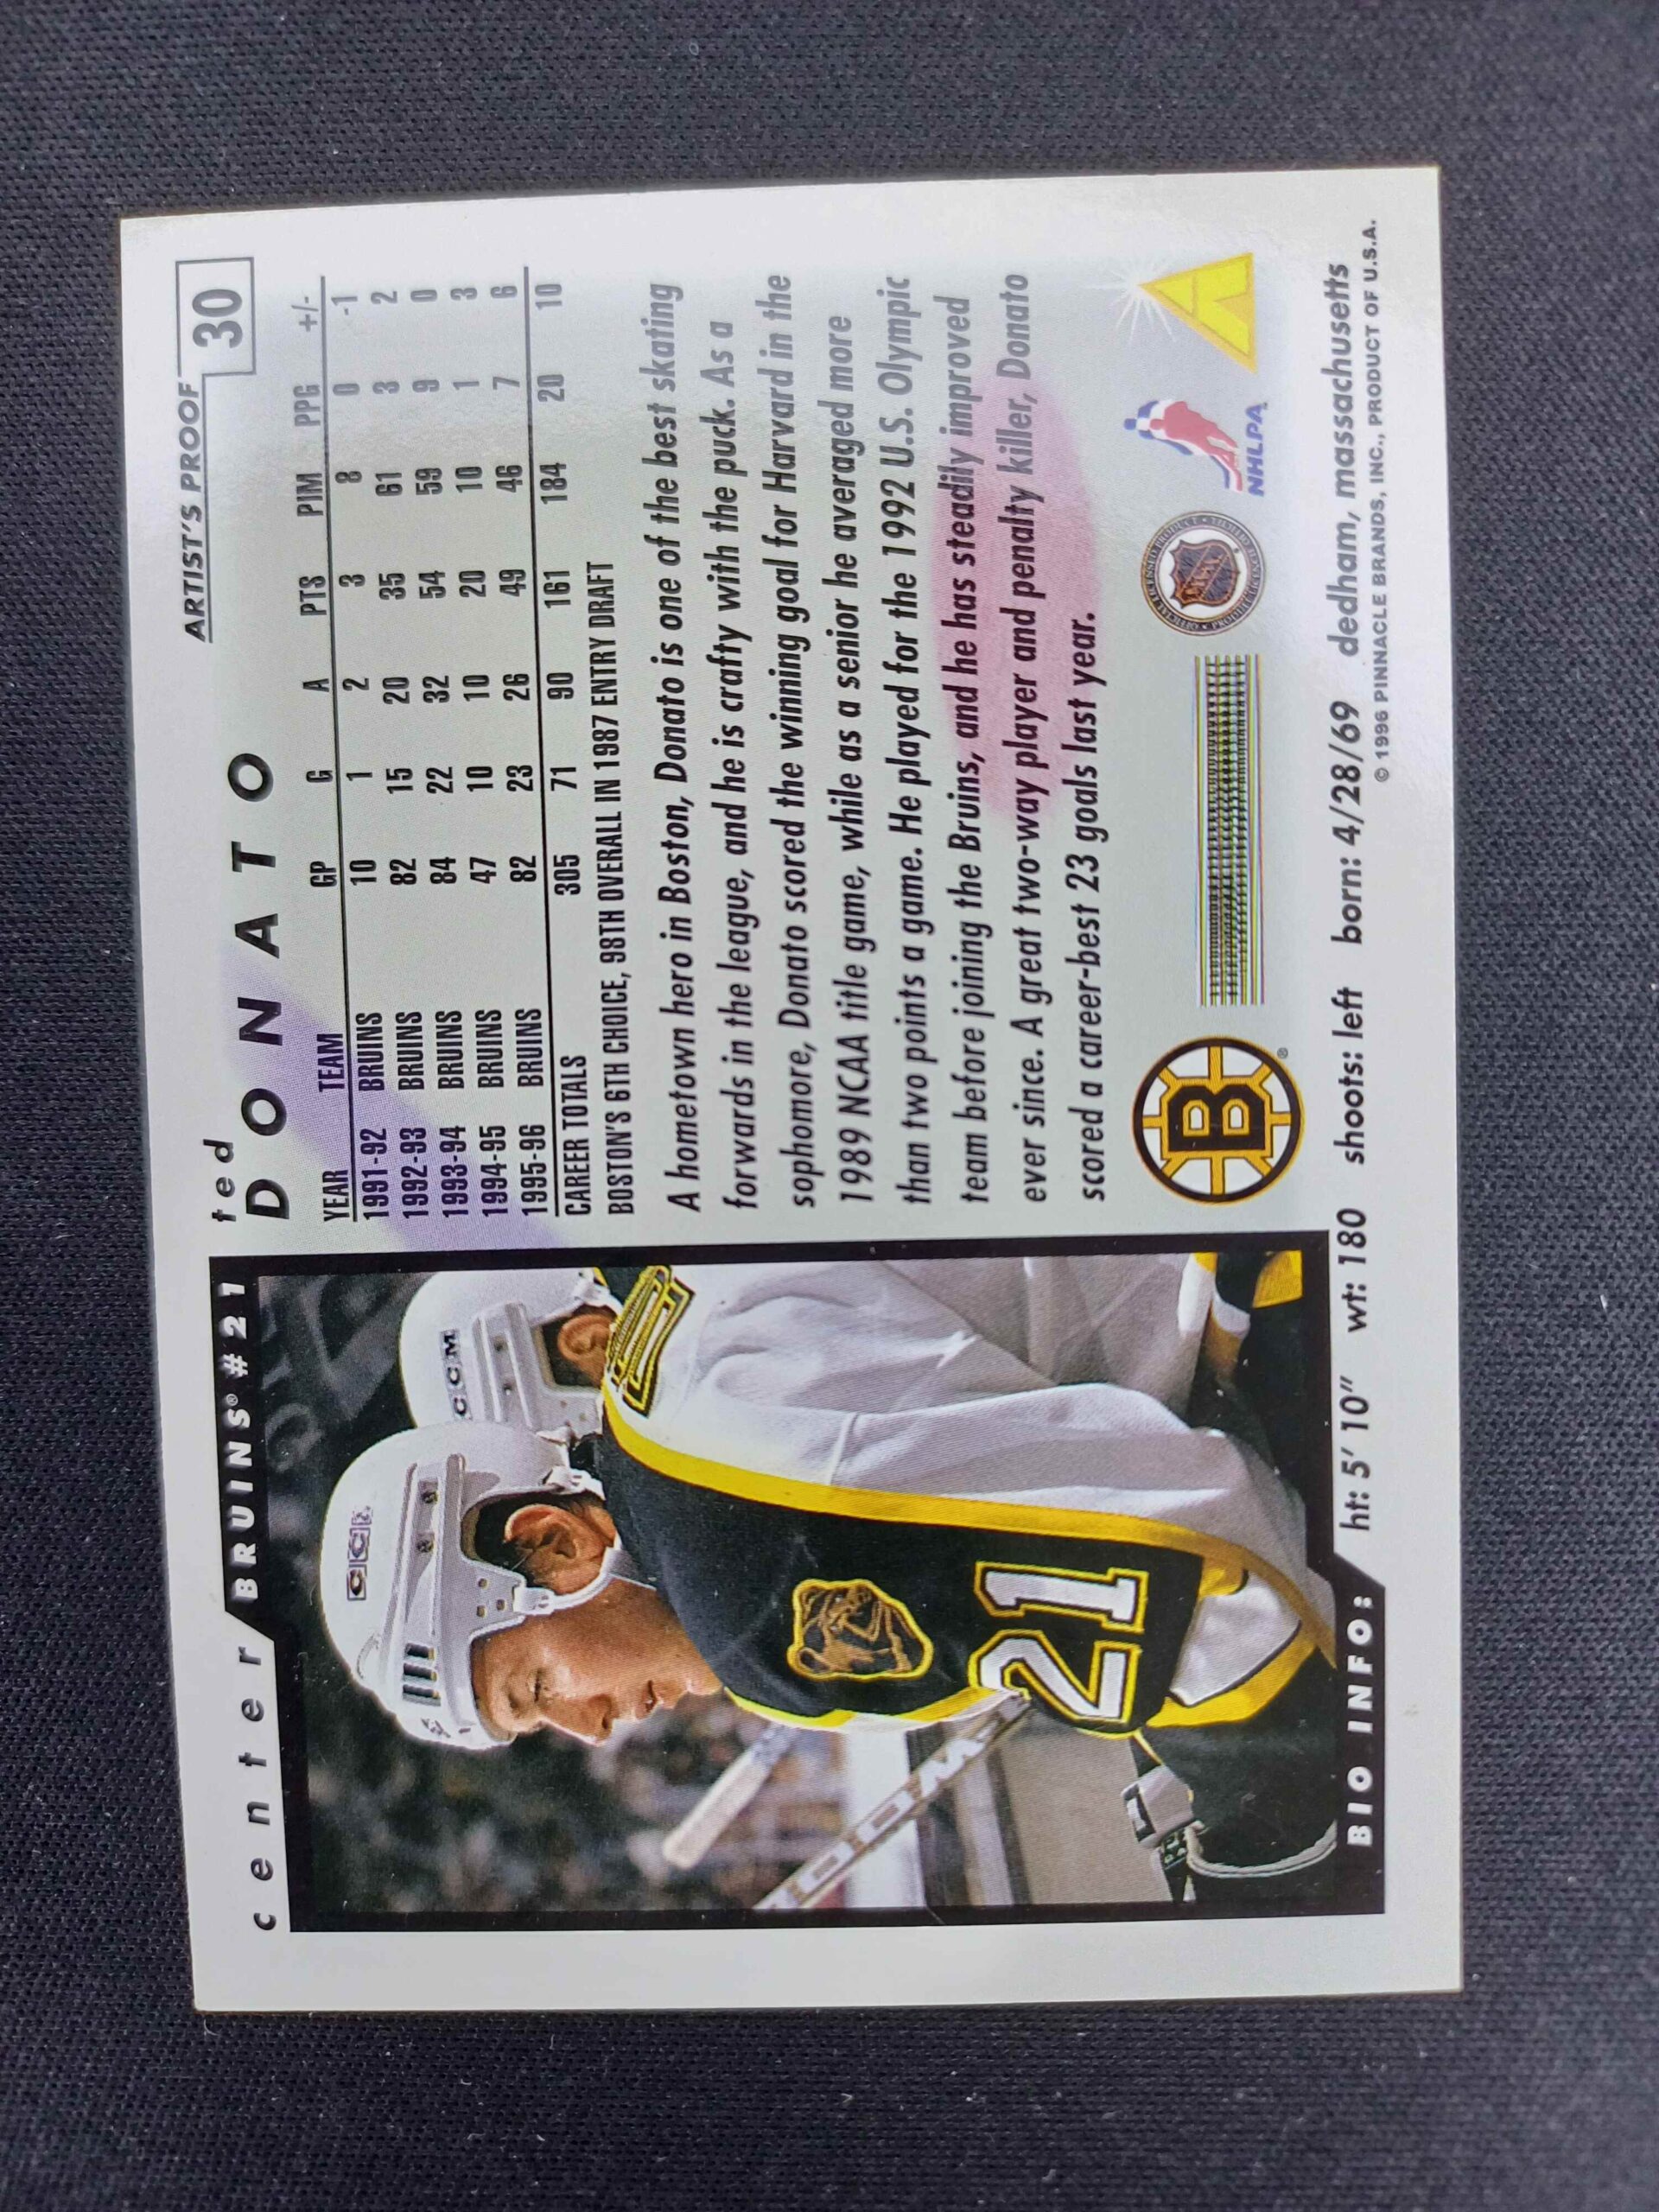 ARTIST'S PROOF
30
center
BRUINS® #21
ted
DONATO
YEAR TEAM GP G A PTS PIM PPG +/-
1991-92 BRUINS 10 1 2 3 8 0 -1
1992-93 BRUINS 82 15 20 35 61 3 2
1993-94 BRUINS 84 22 32 54 59 9 0
1994-95 BRUINS 47 10 10 20 10 1 3
1995-96 BRUINS 82 23 26 49 46 7 6
CAREER TOTALS 305 71 90 161 184 20 10
BOSTON'S 6TH CHOICE, 98TH OVERALL IN 1987 ENTRY DRAFT
A hometown hero in Boston, Donato is one of the best skating
forwards in the league, and he is crafty with the puck. As a
sophomore, Donato scored the winning goal for Harvard in the
1989 NCAA title game, while as a senior he averaged more
than two points a game. He played for the 1992 U.S. Olympic
team before joining the Bruins, and he has steadily improved
ever since. A great two-way player and penalty killer, Donato
scored a career-best 23 goals last year.
CCM
CCM
21
B
®
NHLPA
BIO INFO: ht: 5' 10" wt: 180 shoots: left born: 4/28/69 dedham, massachusetts
© 1996 PINNACLE BRANDS, INC., PRODUCT OF U.S.A.